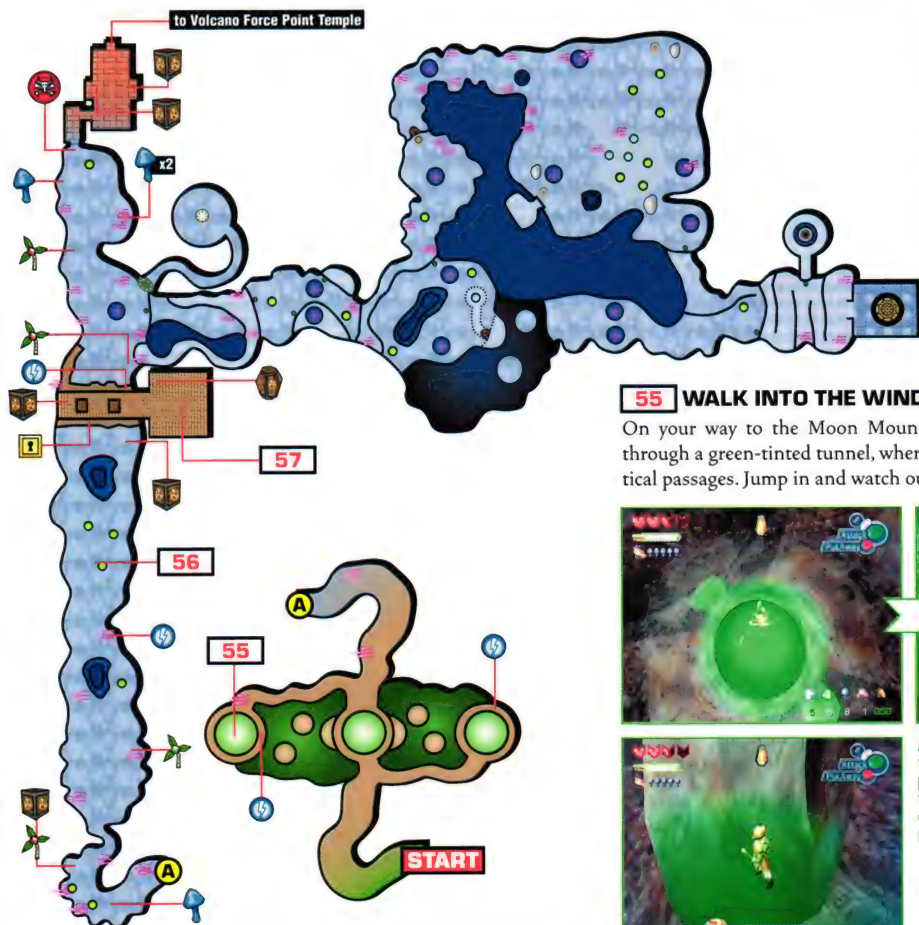 to Volcano Force Point Temple
x2
57
56
A
55
START
A
55 WALK INTO THE WIND
On your way to the Moon Moun
through a green-tinted tunnel, wher
tical passages. Jump in and watch ou